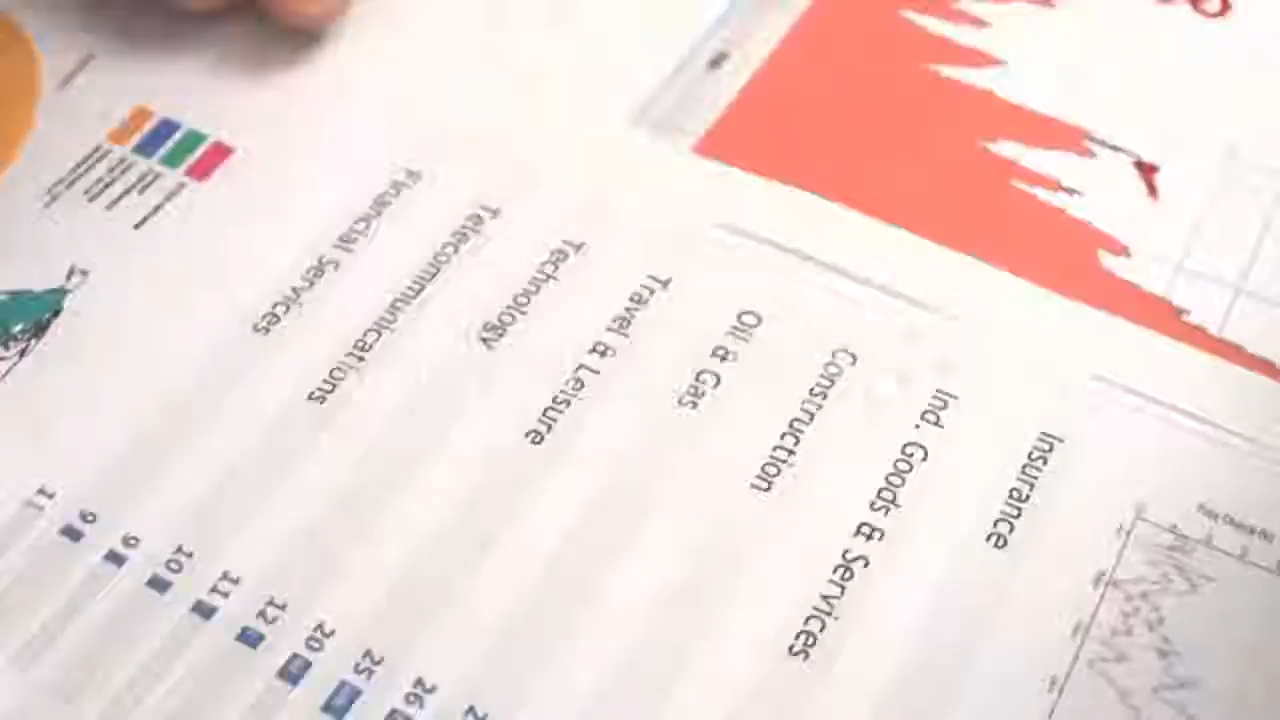 Insurance
Ind. Goods & Services
Construction
Oil & Gas
Travel & Leisure
Technology
Telecommunications
Financial Services
26
25
20
12
11
10
9
9
11